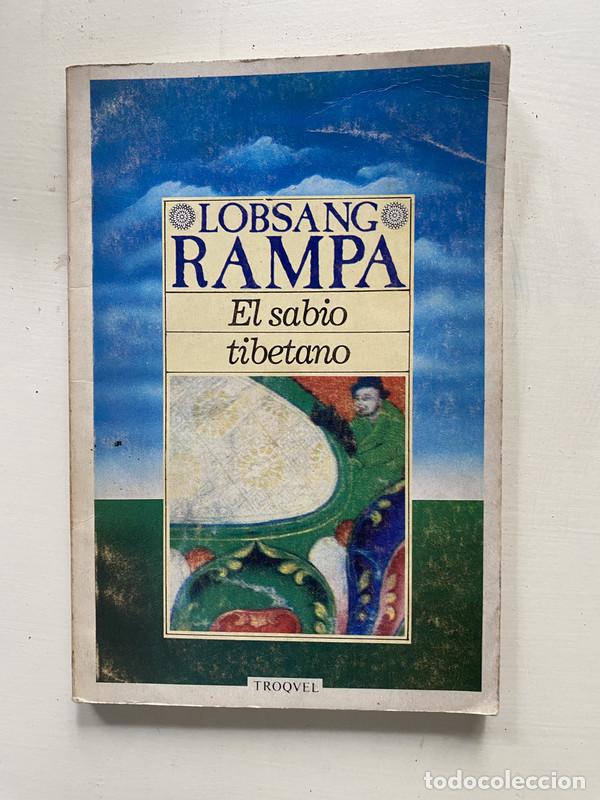 LOBSANG
RAMPA
El sabio
tibetano
TROQVEL
todocoleccion